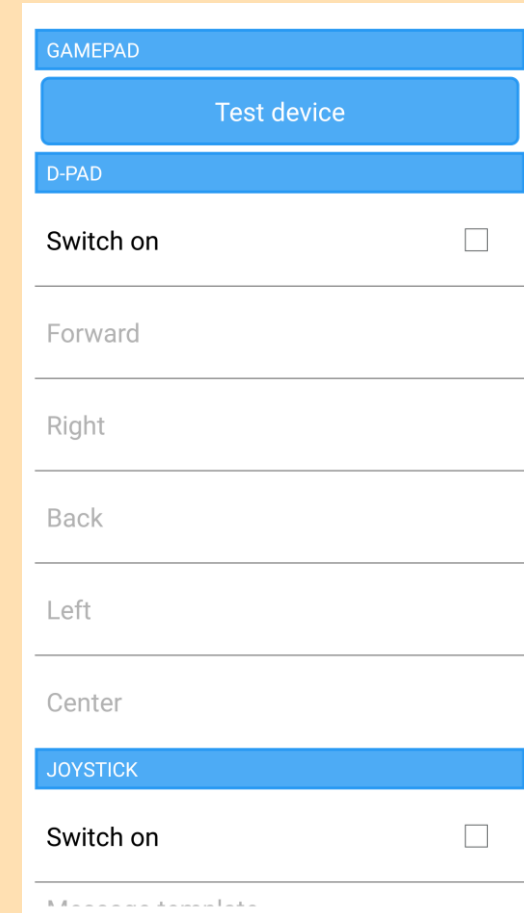 GAMEPAD
Test device
D-PAD
Switch on
Forward
Right
Back
Left
Center
JOYSTICK
Switch on